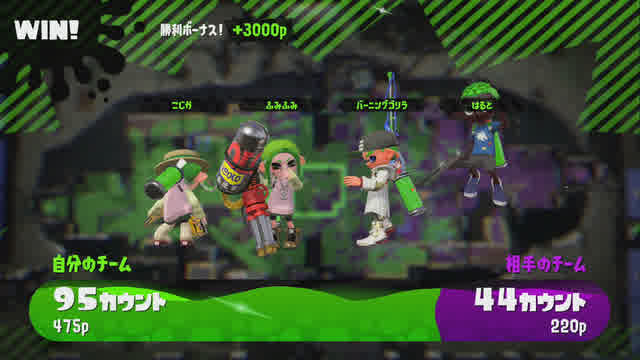 WIN!
勝利ボーナス! +3000p
こじか
ふみふみ
バーニングゴリラ
はると
自分のチーム
相手のチーム
95カウント
44カウント
475p
220p